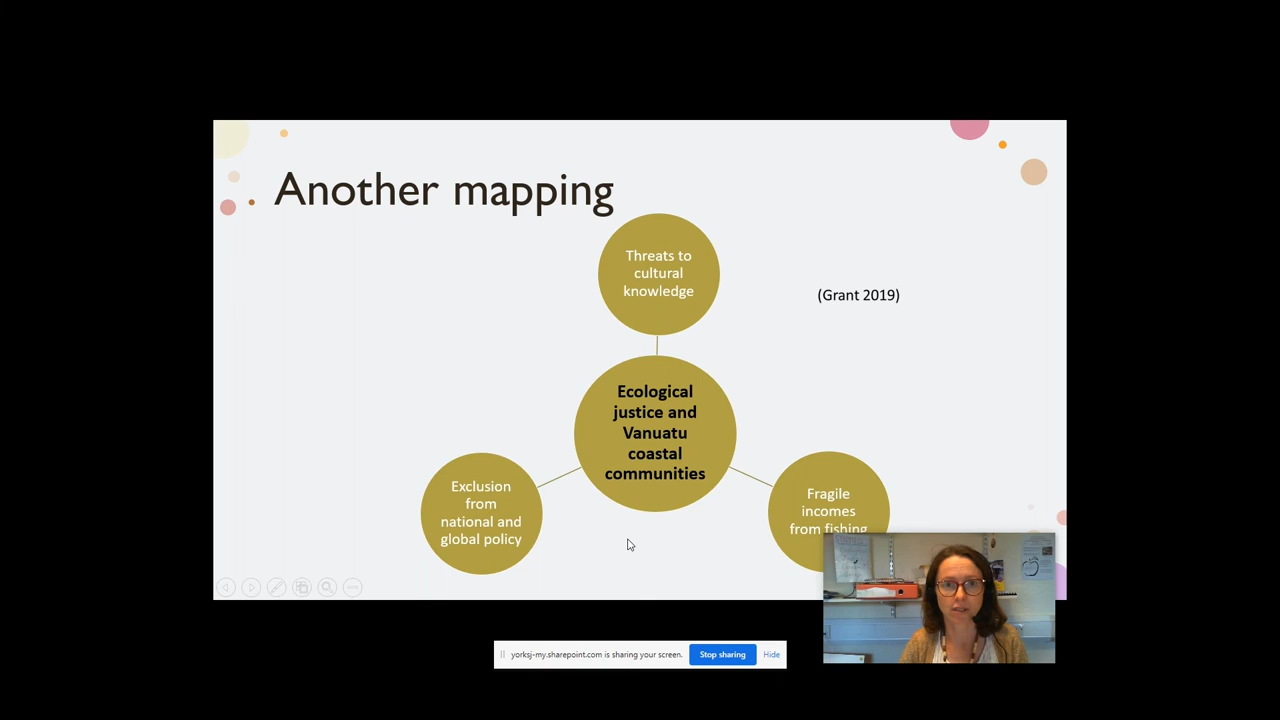 Another mapping
Threats to
cultural
knowledge
(Grant 2019)
Ecological
justice and
Vanuatu
coastal
communities
Exclusion
from
national and
global policy
Fragile
incomes
from fishing
yorksj-my.sharepoint.com is sharing your screen.
Stop sharing
Hide